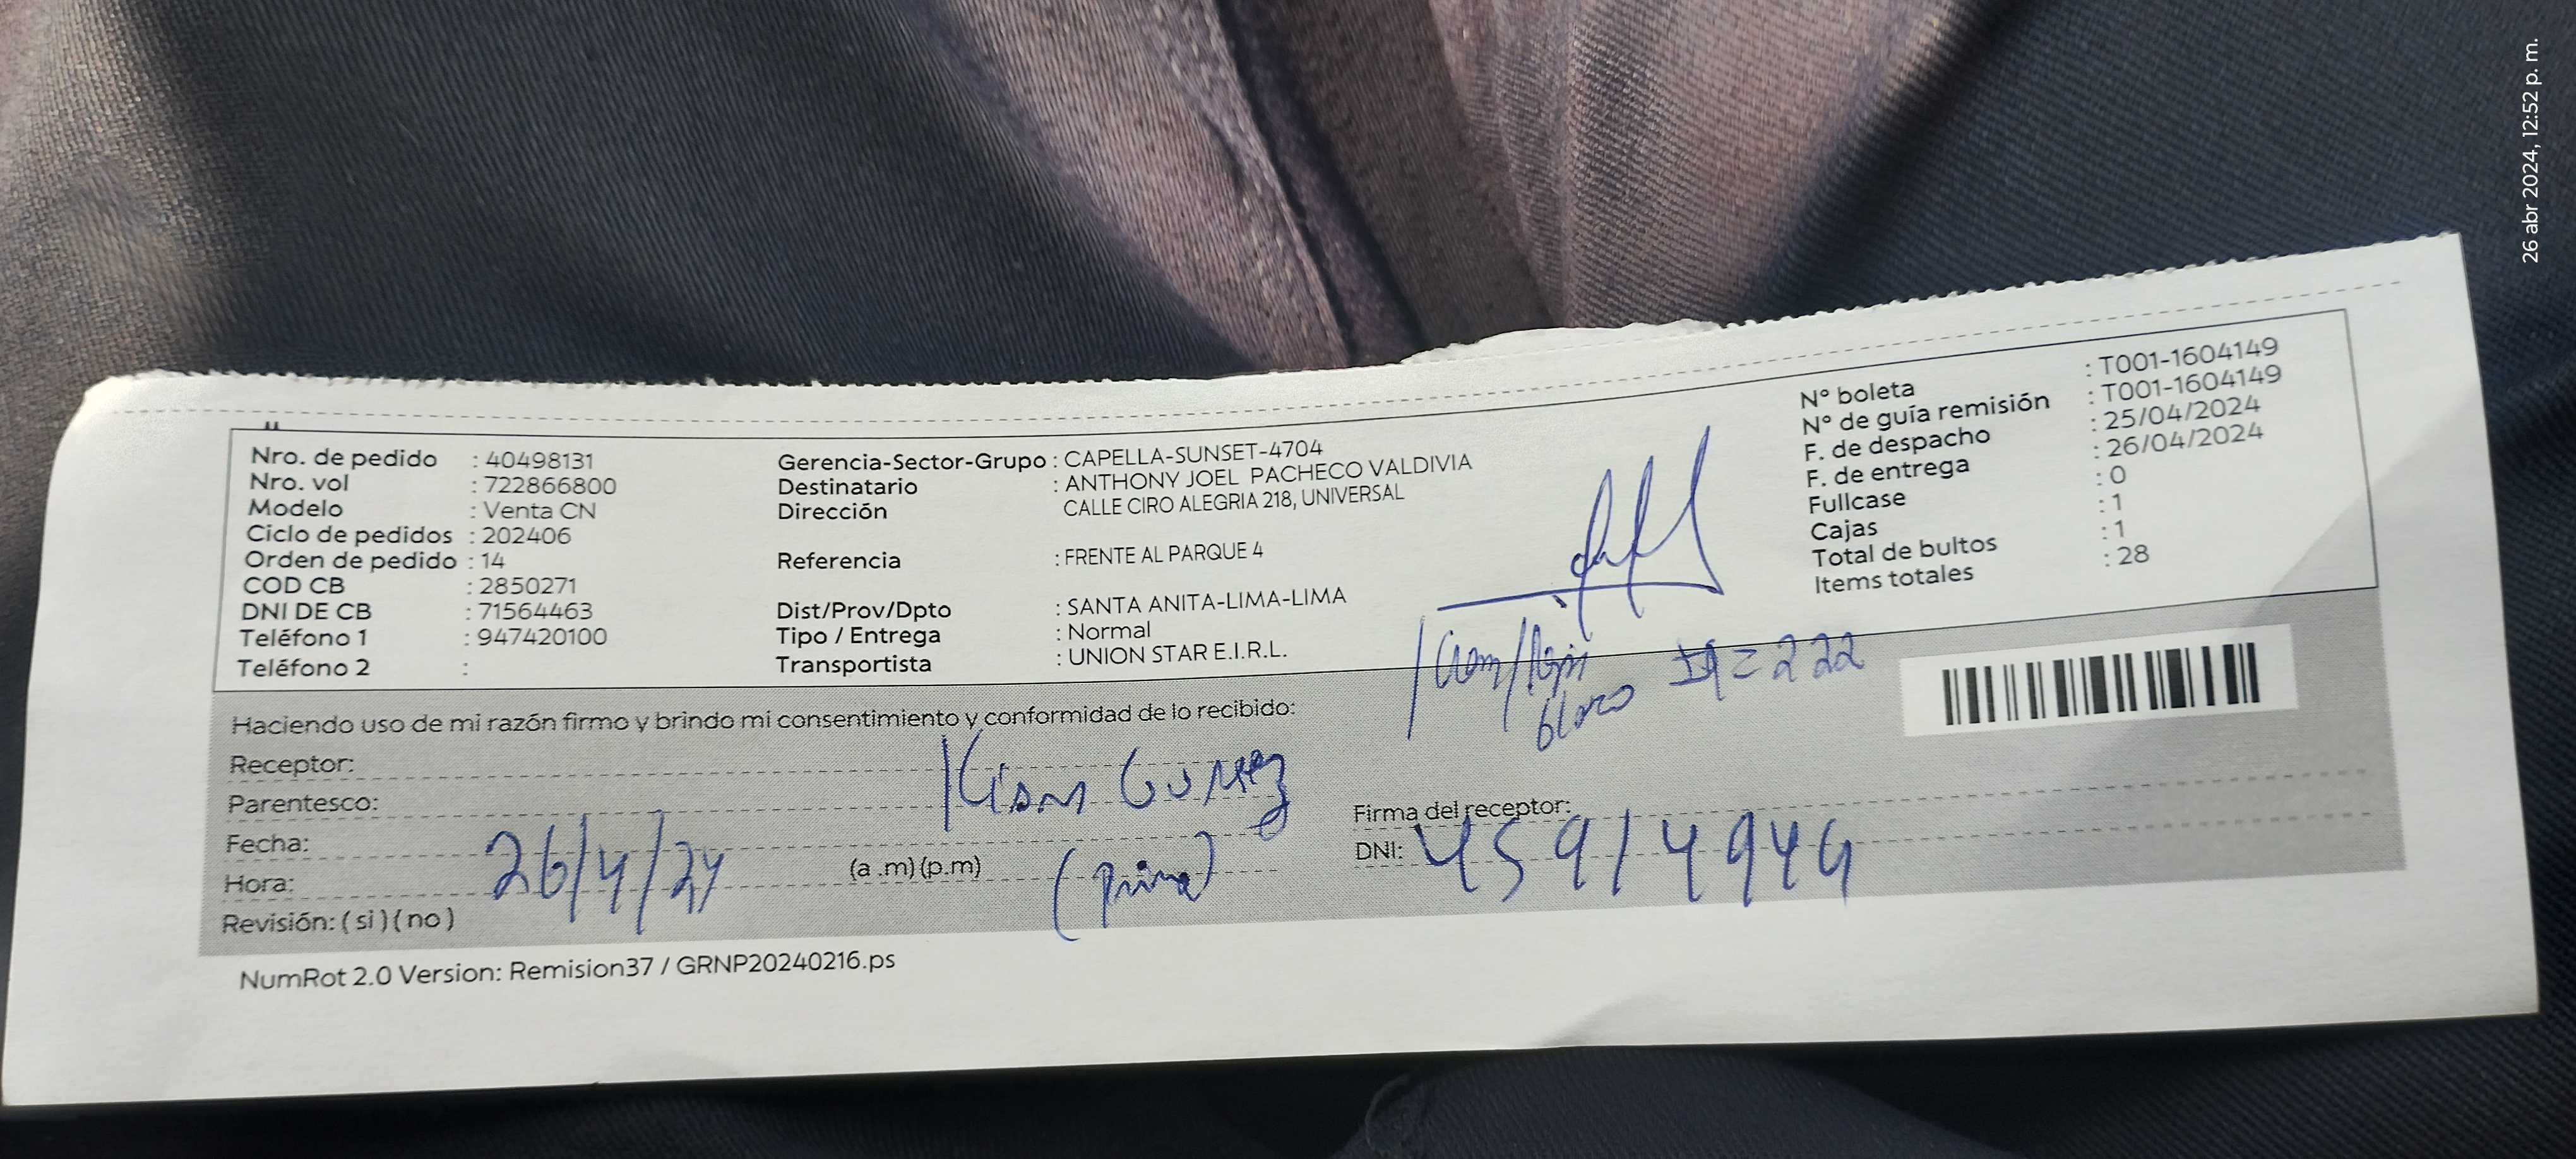 26 abr 2024, 12:52 p. m.
Nro. de pedido : 40498131
Nro. vol : 722866800
Modelo : Venta CN
Ciclo de pedidos : 202406
Orden de pedido : 14
COD CB : 2850271
DNI DE CB : 71564463
Teléfono 1 : 947420100
Teléfono 2 :
Gerencia-Sector-Grupo : CAPELLA-SUNSET-4704
Destinatario : ANTHONY JOEL PACHECO VALDIVIA
Dirección CALLE CIRO ALEGRIA 218, UNIVERSAL
Referencia : FRENTE AL PARQUE 4
Dist/Prov/Dpto : SANTA ANITA-LIMA-LIMA
Tipo / Entrega : Normal
Transportista : UNION STAR E.I.R.L.
N° boleta : T001-1604149
N° de guía remisión : T001-1604149
F. de despacho : 25/04/2024
F. de entrega : 26/04/2024
Fullcase : 0
Cajas : 1
Total de bultos : 1
Items totales : 28
= 222
Haciendo uso de mi razón firmo y brindo mi consentimiento y conformidad de lo recibido:
Receptor:
Parentesco:
Fecha: 26/4/24
Hora: (a .m)(p.m) (prima)
Revisión: ( si )( no )
Firma del receptor:
DNI: 45914944
NumRot 2.0 Version: Remision37 / GRNP20240216.ps